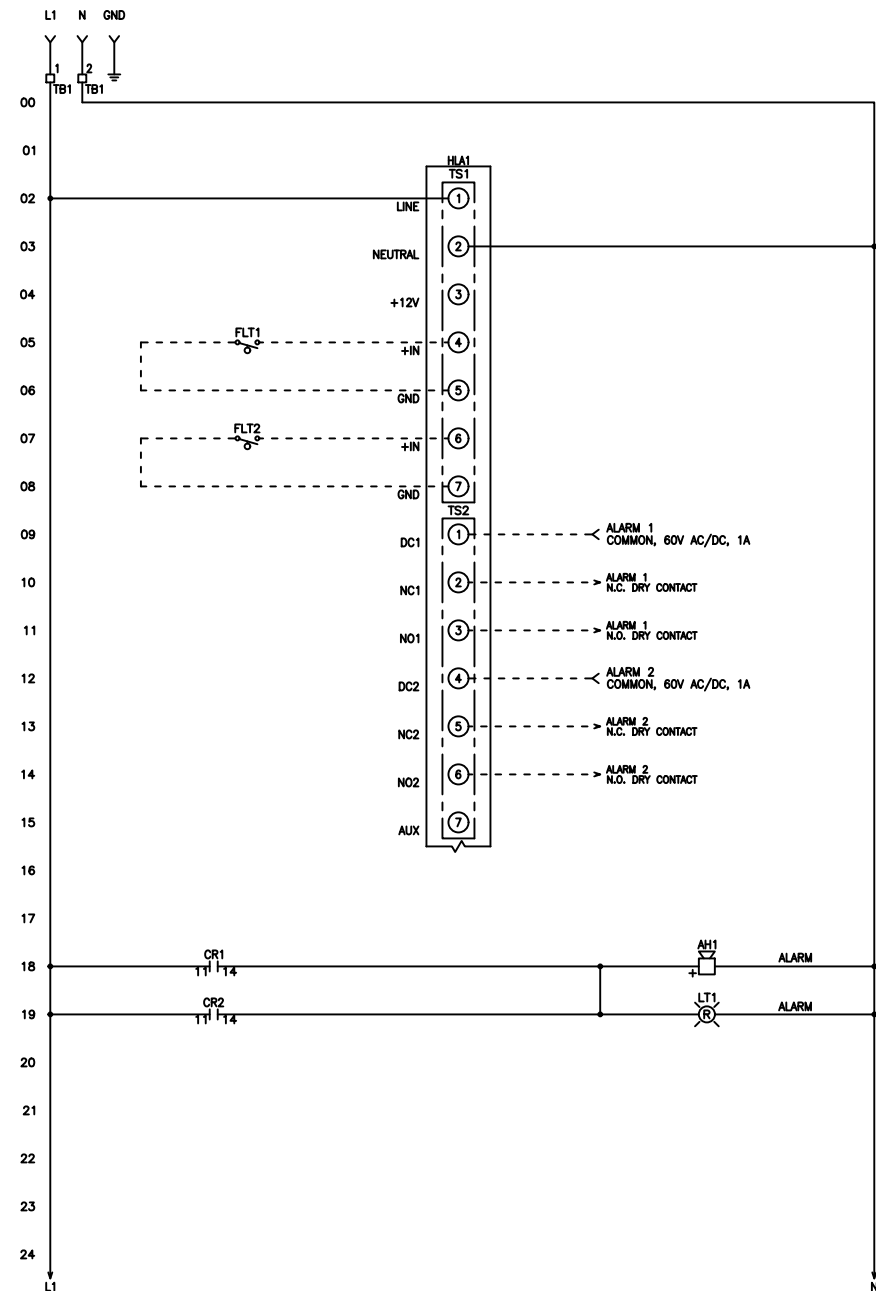 L1 N GND
1 2
TB1 TB1
00
01
HLA1
TS1
02 1
LINE
03 2
NEUTRAL
04 3
+12V
FLT1
05 4
+IN
06 5
GND
FLT2
07 6
+IN
08 7
GND
TS2
09 1 ALARM 1
DC1 COMMON, 60V AC/DC, 1A
10 2 ALARM 1
NC1 N.C. DRY CONTACT
11 3 ALARM 1
NO1 N.O. DRY CONTACT
12 4 ALARM 2
DC2 COMMON, 60V AC/DC, 1A
13 5 ALARM 2
NC2 N.C. DRY CONTACT
14 6 ALARM 2
NO2 N.O. DRY CONTACT
15 7
AUX
16
17
CR1 AH1 ALARM
18 11 14 +
CR2 LT1 ALARM
19 11 14 R
20
21
22
23
24
L1 N